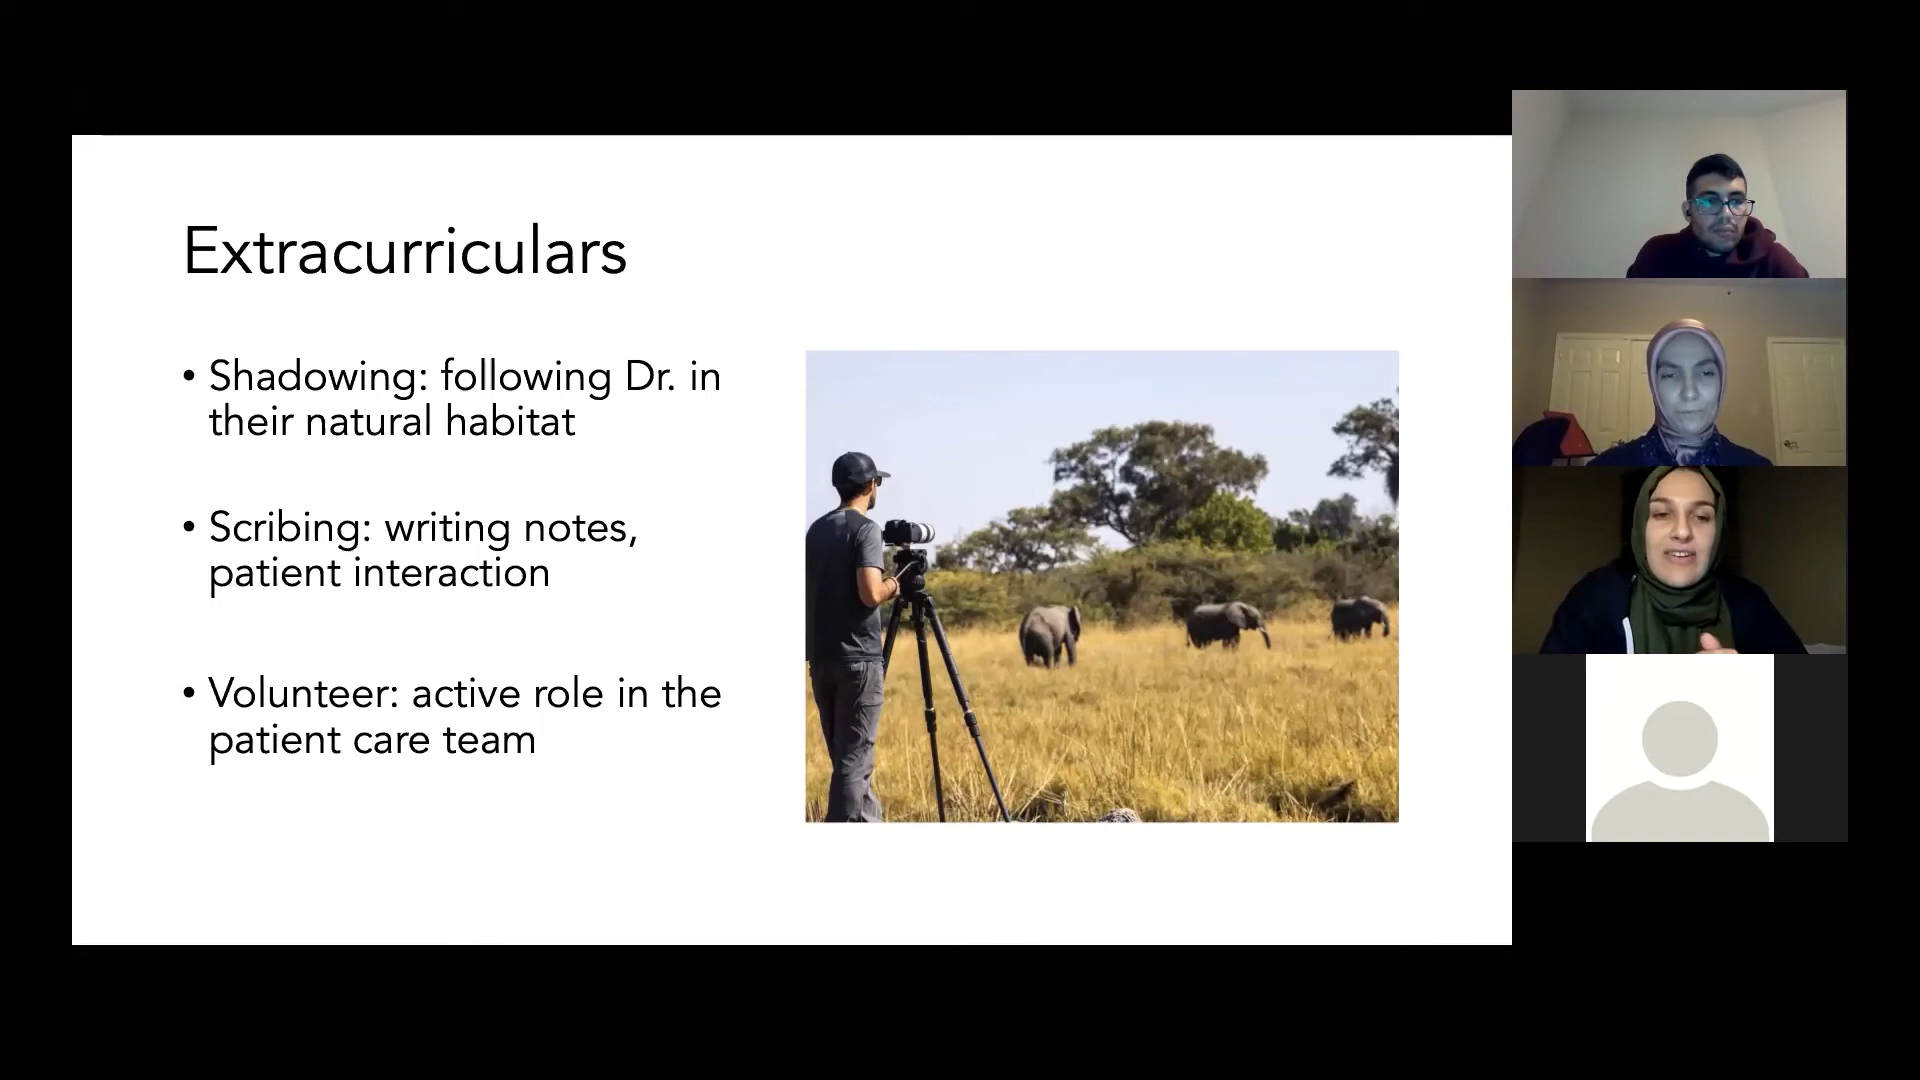 Extracurriculars
• Shadowing: following Dr. in
their natural habitat
• Scribing: writing notes,
patient interaction
• Volunteer: active role in the
patient care team